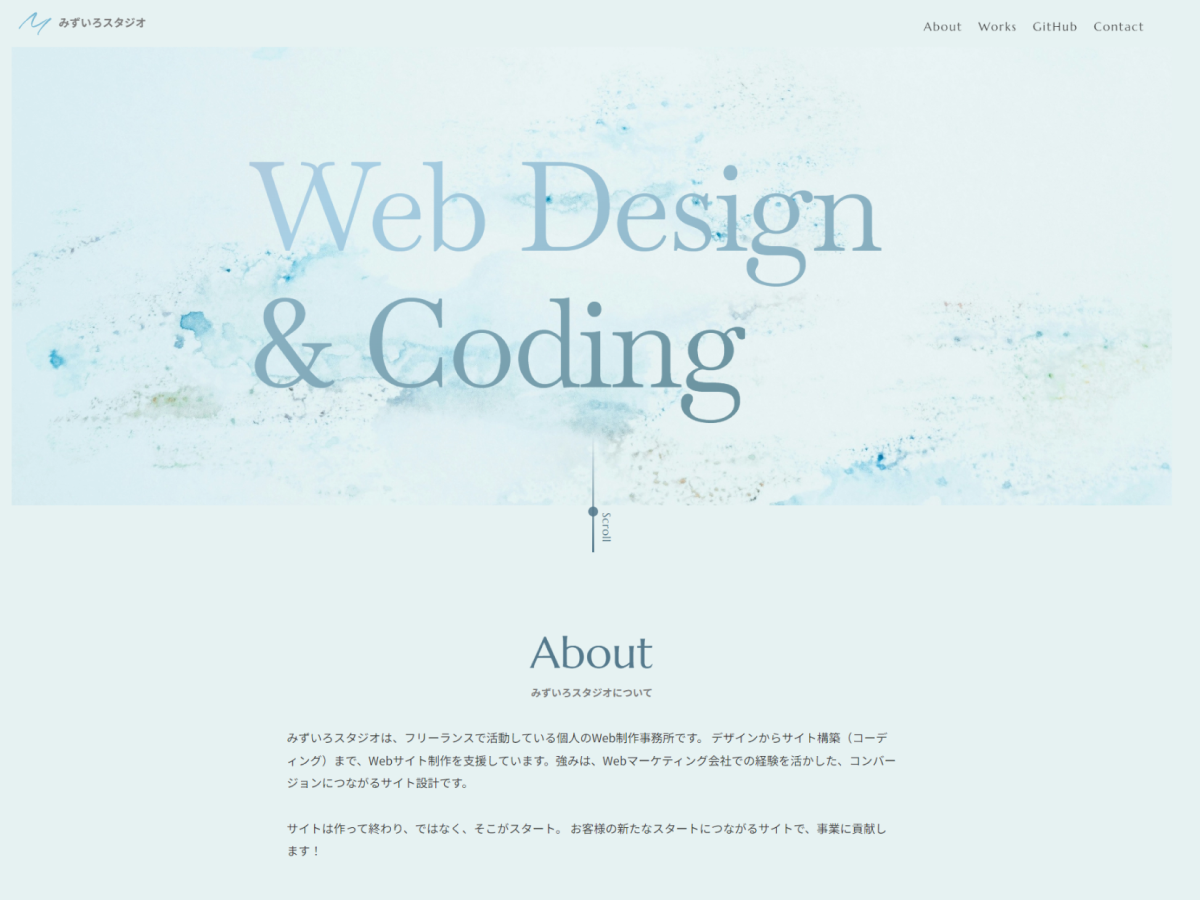 みずいろスタジオ
About Works GitHub Contact
Web Design
& Coding
Scroll
About
みずいろスタジオについて
みずいろスタジオは、フリーランスで活動している個人のWeb制作事務所です。 デザインからサイト構築（コーデ
ィング）まで、Webサイト制作を支援しています。強みは、Webマーケティング会社での経験を活かした、コンバー
ジョンにつながるサイト設計です。
サイトは作って終わり、ではなく、そこがスタート。 お客様の新たなスタートにつながるサイトで、事業に貢献し
ます！